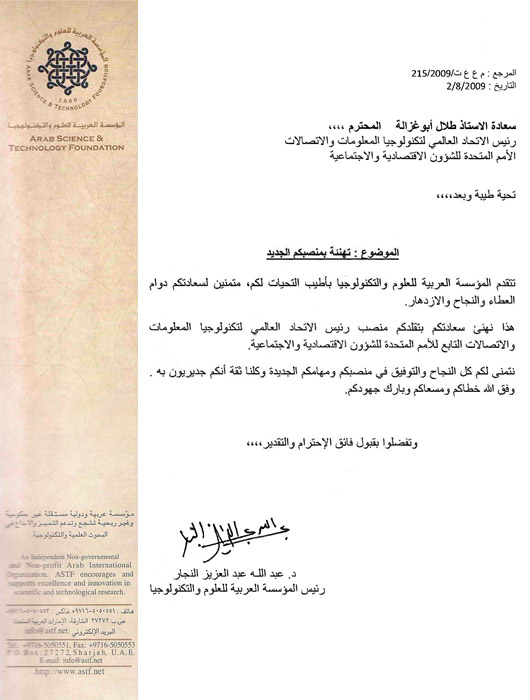 المؤسسة العربية للعلوم والتكنولوجيا
ASTF
ARAB SCIENCE & TECHNOLOGY FOUNDATION
2000
المؤسسة العربية للعلوم والتكنولوجيا
ARAB SCIENCE &
TECHNOLOGY FOUNDATION
المرجع : م ع ع ت/215/2009
التاريخ : 2/8/2009
سعادة الاستاذ طلال أبوغزالة المحترم ،،،،
رئيس الاتحاد العالمي لتكنولوجيا المعلومات والاتصالات
الأمم المتحدة للشؤون الاقتصادية والاجتماعية
تحية طيبة وبعد،،،،
الموضوع : تهنئة بمنصبكم الجديد
تتقدم المؤسسة العربية للعلوم والتكنولوجيا بأطيب التحيات لكم، متمنين لسعادتكم دوام
العطاء والنجاح والازدهار.
هذا نهنئ سعادتكم بتقلدكم منصب رئيس الاتحاد العالمي لتكنولوجيا المعلومات
والاتصالات التابع للأمم المتحدة للشؤون الاقتصادية والاجتماعية.
نتمنى لكم كل النجاح والتوفيق في منصبكم ومهامكم الجديدة وكلنا ثقة أنكم جديريون به .
وفق الله خطاكم ومسعاكم وبارك جهودكم.
وتفضلوا بقبول فائق الإحترام والتقدير،،،،
د. عبد اللـه عبد العزيز النجار
رئيس المؤسسة العربية للعلوم والتكنولوجيا
مؤسسة عربية ودولية مستقلة غير حكومية
وغير ربحية تشجع وتدعم التميز والابداع في
البحوث العلمية والتكنولوجية.
An Independent Non-governmental
and Non-profit Arab International
Organization. ASTF encourages and
supports excellence and innovation in
scientific and technological research.
هاتف: ٥٠٥٠٥٥١-٩٧١٦+ فاكس: ٥٠٥٠٥٥٣-٩٧١٦+
ص.ب ٢٧٢٧٢ الشارقة، الإمارات العربية المتحدة
البريد الإلكتروني: info@astf.net
Tel.: +9716-5050551, Fax: +9716-5050553
P.O Box: 27272, Sharjah, U.A.E.
E-mail: info@astf.net
http://www.astf.net